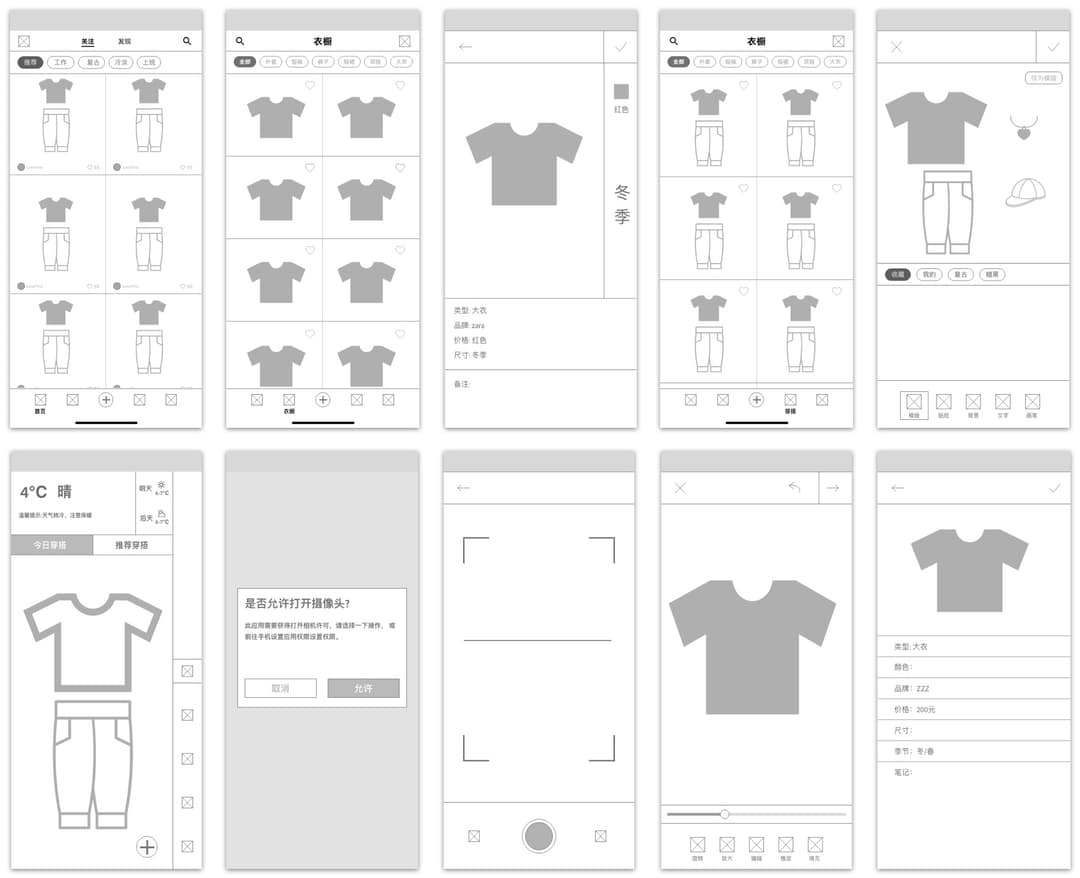 关注 发现
推荐 工作 复古 冷淡 上班
首页
衣橱
全部 外套 短裤 裤子 短裙 项链 大衣
衣橱
红色
冬季
类型: 大衣
品牌: zara
价格: 红色
尺寸: 冬季
备注:
衣橱
全部 外套 短裤 裤子 短裙 项链 大衣
穿搭
作为模版
收藏 我的 复古 糖果
模版 贴纸 背景 文字 画笔
4°C 晴
温馨提示:天气转冷，注意保暖
明天 6-7°C
后天 6-7°C
今日穿搭 推荐穿搭
是否允许打开摄像头?
此应用需要获得打开相机许可，请选择一下操作， 或
前往手机设置应用权限设置权限。
取消 允许
旋转 放大 编辑 橡皮 填充
类型: 大衣
颜色:
品牌: ZZZ
价格: 200元
尺寸:
季节: 冬/春
笔记: